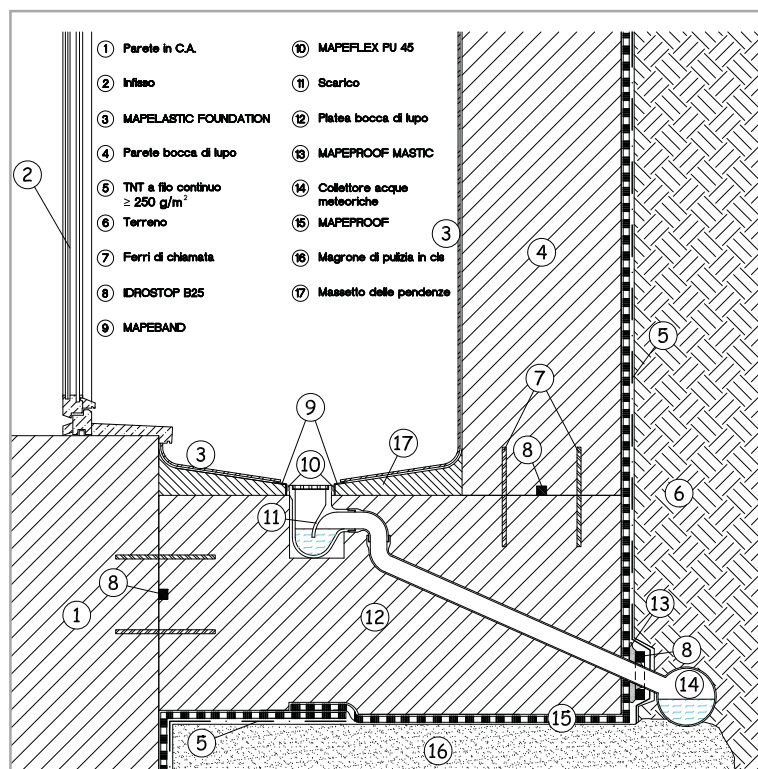 1 Parete in C.A.
2 Infisso
3 MAPELASTIC FOUNDATION
4 Parete bocca di lupo
5 TNT a filo continuo
≥ 250 g/m²
6 Terreno
7 Ferri di chiamata
8 IDROSTOP B25
9 MAPEBAND
10 MAPEFLEX PU 45
11 Scarico
12 Platea bocca di lupo
13 MAPEPROOF MASTIC
14 Collettore acque
meteoriche
15 MAPEPROOF
16 Magrone di pulizia in cls
17 Massetto delle pendenze
2
3
4
5
7
9
8
3
10
17
6
11
8
1
12
13
8
14
15
5
16